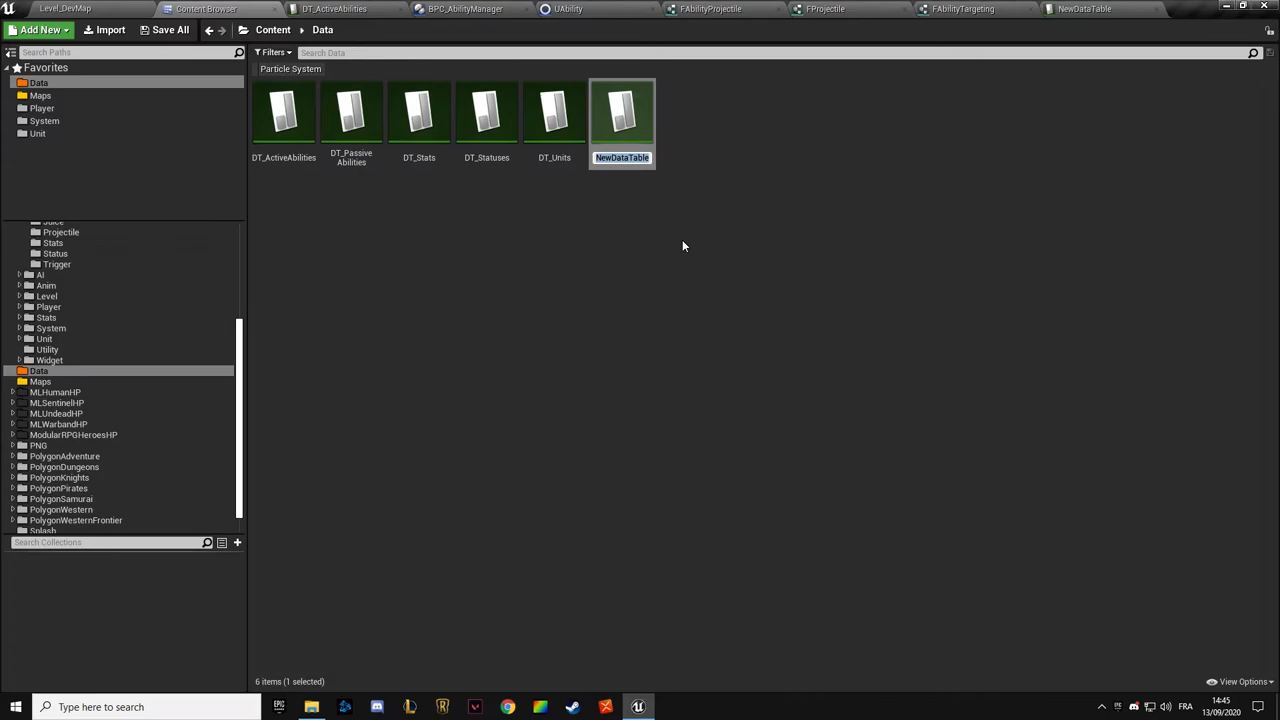 Level_DevMap
Content Browser
DT_ActiveAbilities
BPC_AbilityManager
UAbility
FAbilityProjectile
FProjectile
FAbilityTargeting
NewDataTable
Add New
Import
Save All
Content
Data
Search Paths
Filters
Search Data
Favorites
Particle System
Data
Maps
Player
System
Unit
DT_ActiveAbilities
DT_Passive
Abilities
DT_Stats
DT_Statuses
DT_Units
NewDataTable
Juice
Projectile
Stats
Status
Trigger
AI
Anim
Level
Player
Stats
System
Unit
Utility
Widget
Data
Maps
MLHumanHP
MLSentinelHP
MLUndeadHP
MLWarbandHP
ModularRPGHeroesHP
PNG
PolygonAdventure
PolygonDungeons
PolygonKnights
PolygonPirates
PolygonSamurai
PolygonWestern
PolygonWesternFrontier
Splash
Search Collections
6 items (1 selected)
View Options
Type here to search
EPIC
FRA
14:45
13/09/2020